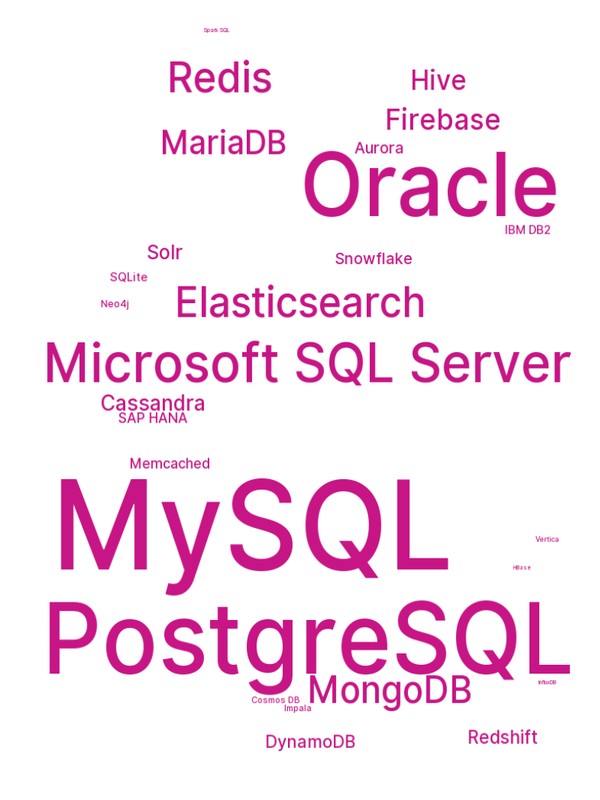 Spark SQL
Redis
Hive
Firebase
MariaDB
Aurora
Oracle
IBM DB2
Solr
Snowflake
SQLite
Neo4j
Elasticsearch
Microsoft SQL Server
Cassandra
SAP HANA
Memcached
MySQL
Vertica
HBase
PostgreSQL
InfluxDB
MongoDB
Cosmos DB
Impala
Redshift
DynamoDB